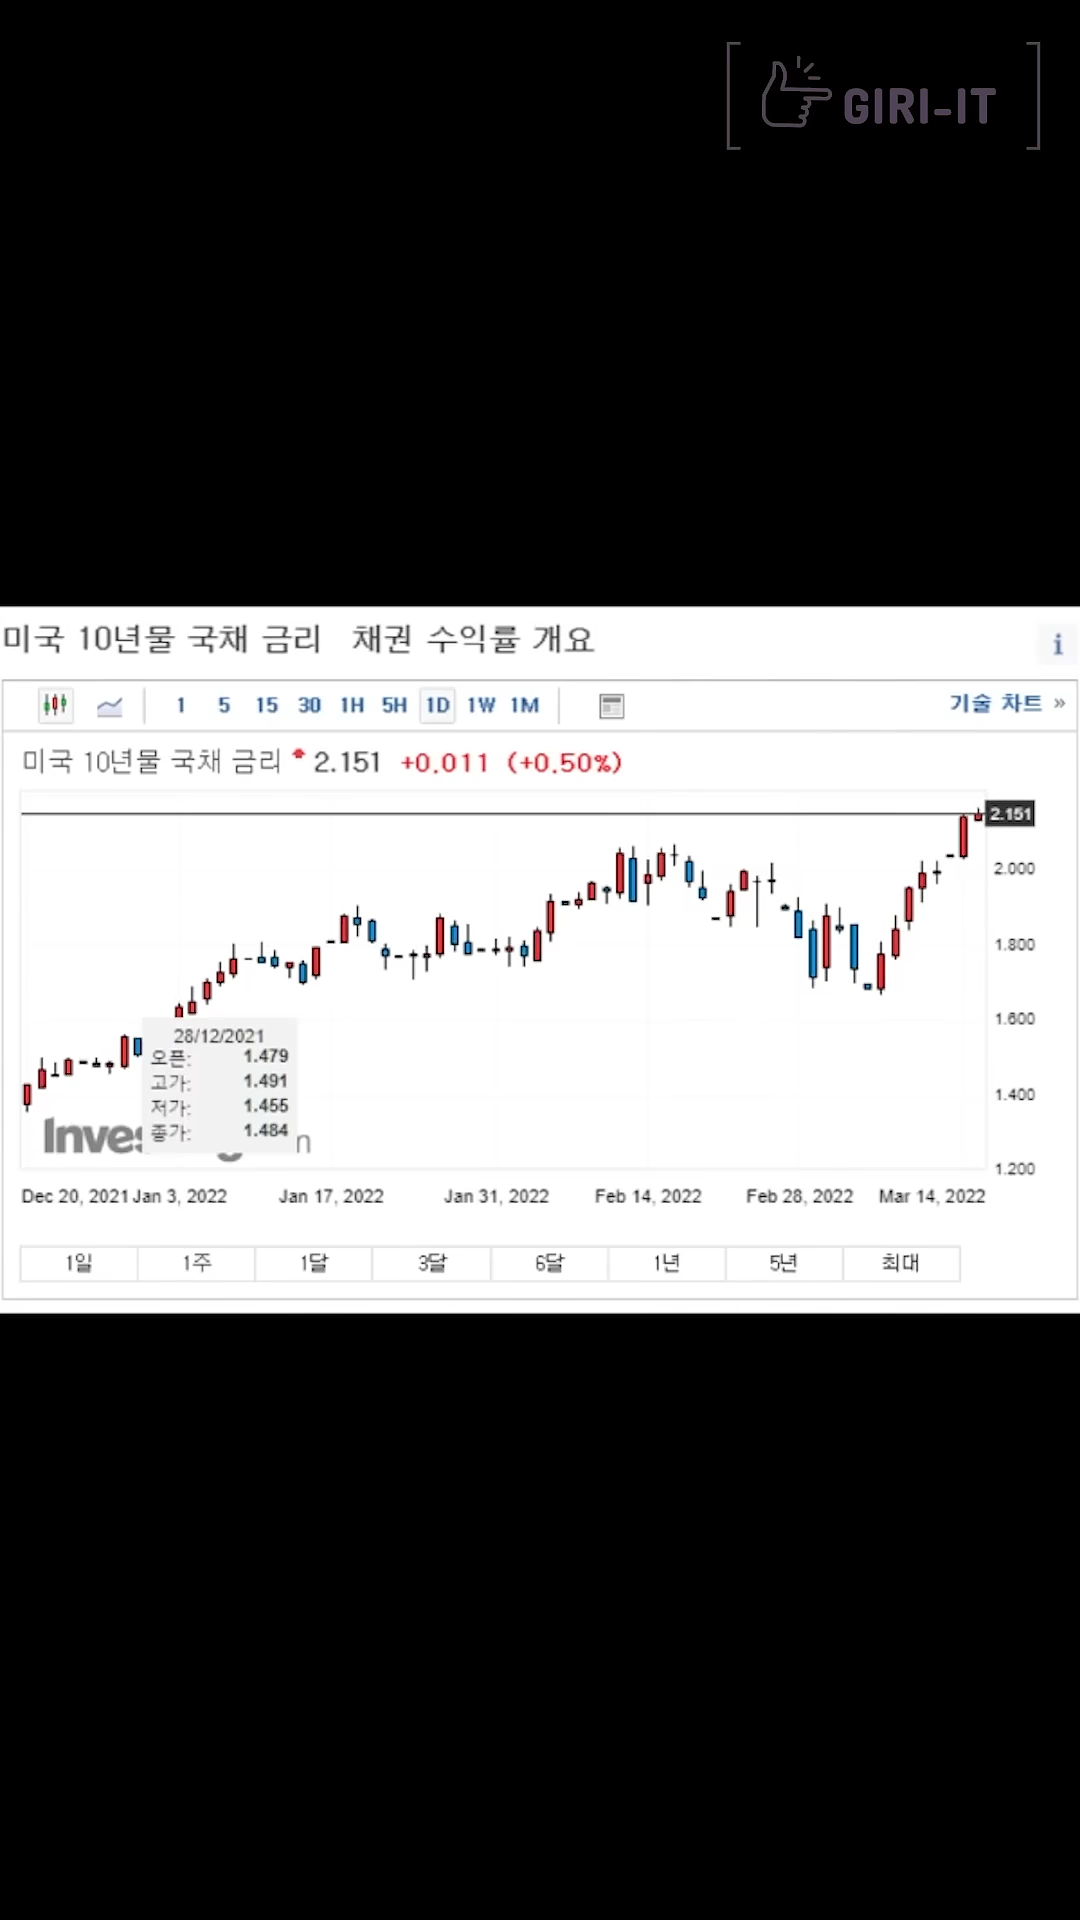 GIRI-IT
미국 10년물 국채 금리 채권 수익률 개요
1 5 15 30 1H 5H 1D 1W 1M 기술 차트 »
미국 10년물 국채 금리 2.151 +0.011 (+0.50%)
2.151
2.000
1.800
1.600
1.400
1.200
28/12/2021
오픈: 1.479
고가: 1.491
저가: 1.455
종가: 1.484
Dec 20, 2021 Jan 3, 2022 Jan 17, 2022 Jan 31, 2022 Feb 14, 2022 Feb 28, 2022 Mar 14, 2022
1일 1주 1달 3달 6달 1년 5년 최대